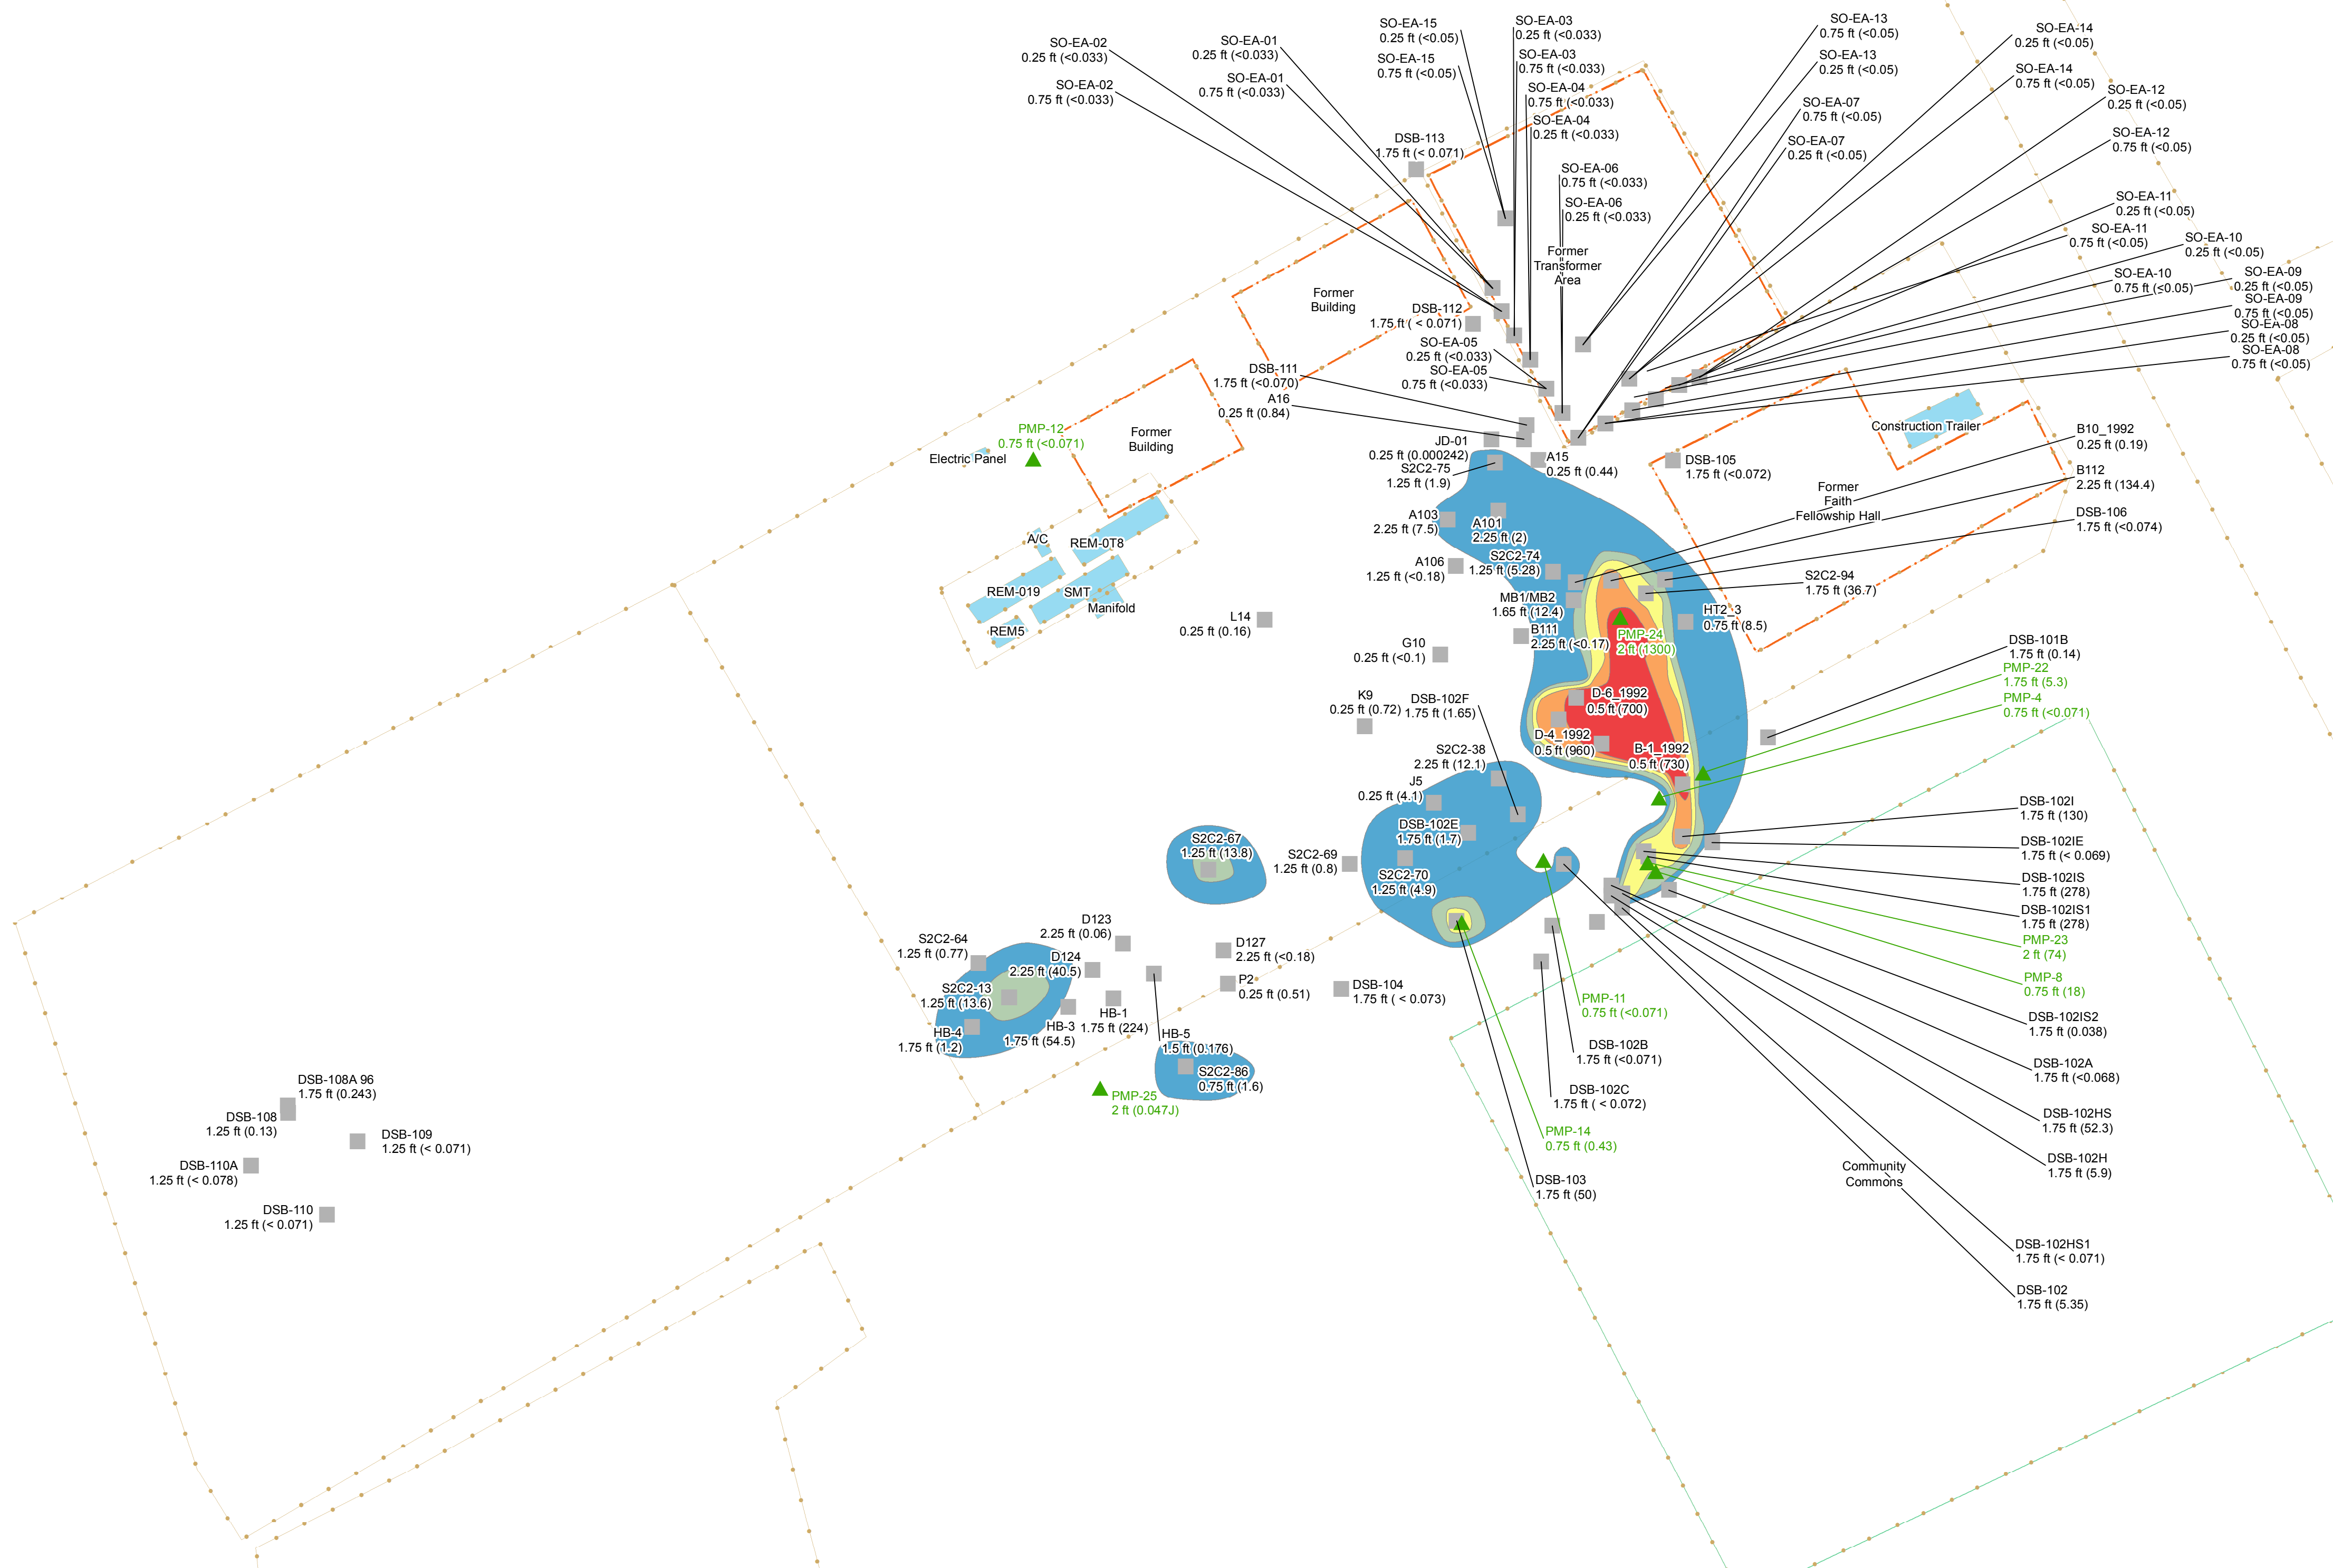 SO-EA-02
0.25 ft (<0.033)
SO-EA-02
0.75 ft (<0.033)
SO-EA-01
0.25 ft (<0.033)
SO-EA-01
0.75 ft (<0.033)
SO-EA-15
0.25 ft (<0.05)
SO-EA-15
0.75 ft (<0.05)
SO-EA-03
0.25 ft (<0.033)
SO-EA-03
0.75 ft (<0.033)
SO-EA-04
0.75 ft (<0.033)
SO-EA-04
0.25 ft (<0.033)
SO-EA-13
0.75 ft (<0.05)
SO-EA-13
0.25 ft (<0.05)
SO-EA-14
0.25 ft (<0.05)
SO-EA-14
0.75 ft (<0.05)
SO-EA-07
0.75 ft (<0.05)
SO-EA-07
0.25 ft (<0.05)
SO-EA-12
0.25 ft (<0.05)
SO-EA-12
0.75 ft (<0.05)
DSB-113
1.75 ft (< 0.071)
SO-EA-06
0.75 ft (<0.033)
SO-EA-06
0.25 ft (<0.033)
SO-EA-11
0.25 ft (<0.05)
SO-EA-11
0.75 ft (<0.05)
SO-EA-10
0.25 ft (<0.05)
SO-EA-10
0.75 ft (<0.05)
SO-EA-09
0.25 ft (<0.05)
SO-EA-09
0.75 ft (<0.05)
SO-EA-08
0.25 ft (<0.05)
SO-EA-08
0.75 ft (<0.05)
Former
Transformer
Area
Former
Building
DSB-112
1.75 ft ( < 0.071)
SO-EA-05
0.25 ft (<0.033)
SO-EA-05
0.75 ft (<0.033)
DSB-111
1.75 ft (<0.070)
A16
0.25 ft (0.84)
PMP-12
0.75 ft (<0.071)
Electric Panel
Former
Building
JD-01
0.25 ft (0.000242)
S2C2-75
1.25 ft (1.9)
A15
0.25 ft (0.44)
DSB-105
1.75 ft (<0.072)
Construction Trailer
B10_1992
0.25 ft (0.19)
B112
2.25 ft (134.4)
DSB-106
1.75 ft (<0.074)
Former
Faith
Fellowship Hall
A103
2.25 ft (7.5)
A101
2.25 ft (2)
A106
1.25 ft (<0.18)
S2C2-74
1.25 ft (5.28)
S2C2-94
1.75 ft (36.7)
A/C
REM-0T8
REM-019
SMT
Manifold
REM5
MB1/MB2
1.65 ft (12.4)
HT2_3
0.75 ft (8.5)
L14
0.25 ft (0.16)
B111
2.25 ft (<0.17)
PMP-24
2 ft (1300)
G10
0.25 ft (<0.1)
DSB-101B
1.75 ft (0.14)
PMP-22
1.75 ft (5.3)
PMP-4
0.75 ft (<0.071)
K9
0.25 ft (0.72)
DSB-102F
1.75 ft (1.65)
D-6_1992
0.5 ft (700)
D-4_1992
0.5 ft (960)
B-1_1992
0.5 ft (730)
S2C2-38
2.25 ft (12.1)
J5
0.25 ft (4.1)
DSB-102E
1.75 ft (1.7)
S2C2-67
1.25 ft (13.8)
S2C2-69
1.25 ft (0.8)
S2C2-70
1.25 ft (4.9)
DSB-102I
1.75 ft (130)
DSB-102IE
1.75 ft (< 0.069)
DSB-102IS
1.75 ft (278)
DSB-102IS1
1.75 ft (278)
PMP-23
2 ft (74)
PMP-8
0.75 ft (18)
DSB-102IS2
1.75 ft (0.038)
DSB-102A
1.75 ft (<0.068)
DSB-102HS
1.75 ft (52.3)
DSB-102H
1.75 ft (5.9)
DSB-102HS1
1.75 ft (< 0.071)
DSB-102
1.75 ft (5.35)
Community
Commons
D123
2.25 ft (0.06)
S2C2-64
1.25 ft (0.77)
D124
2.25 ft (40.5)
D127
2.25 ft (<0.18)
P2
0.25 ft (0.51)
DSB-104
1.75 ft ( < 0.073)
S2C2-13
1.25 ft (13.6)
HB-4
1.75 ft (1.2)
HB-3
1.75 ft (54.5)
HB-1
1.75 ft (224)
HB-5
1.5 ft (0.176)
S2C2-86
0.75 ft (1.6)
PMP-25
2 ft (0.047J)
PMP-11
0.75 ft (<0.071)
DSB-102B
1.75 ft (<0.071)
DSB-102C
1.75 ft ( < 0.072)
PMP-14
0.75 ft (0.43)
DSB-103
1.75 ft (50)
DSB-108A 96
1.75 ft (0.243)
DSB-108
1.25 ft (0.13)
DSB-109
1.25 ft (< 0.071)
DSB-110A
1.25 ft (< 0.078)
DSB-110
1.25 ft (< 0.071)